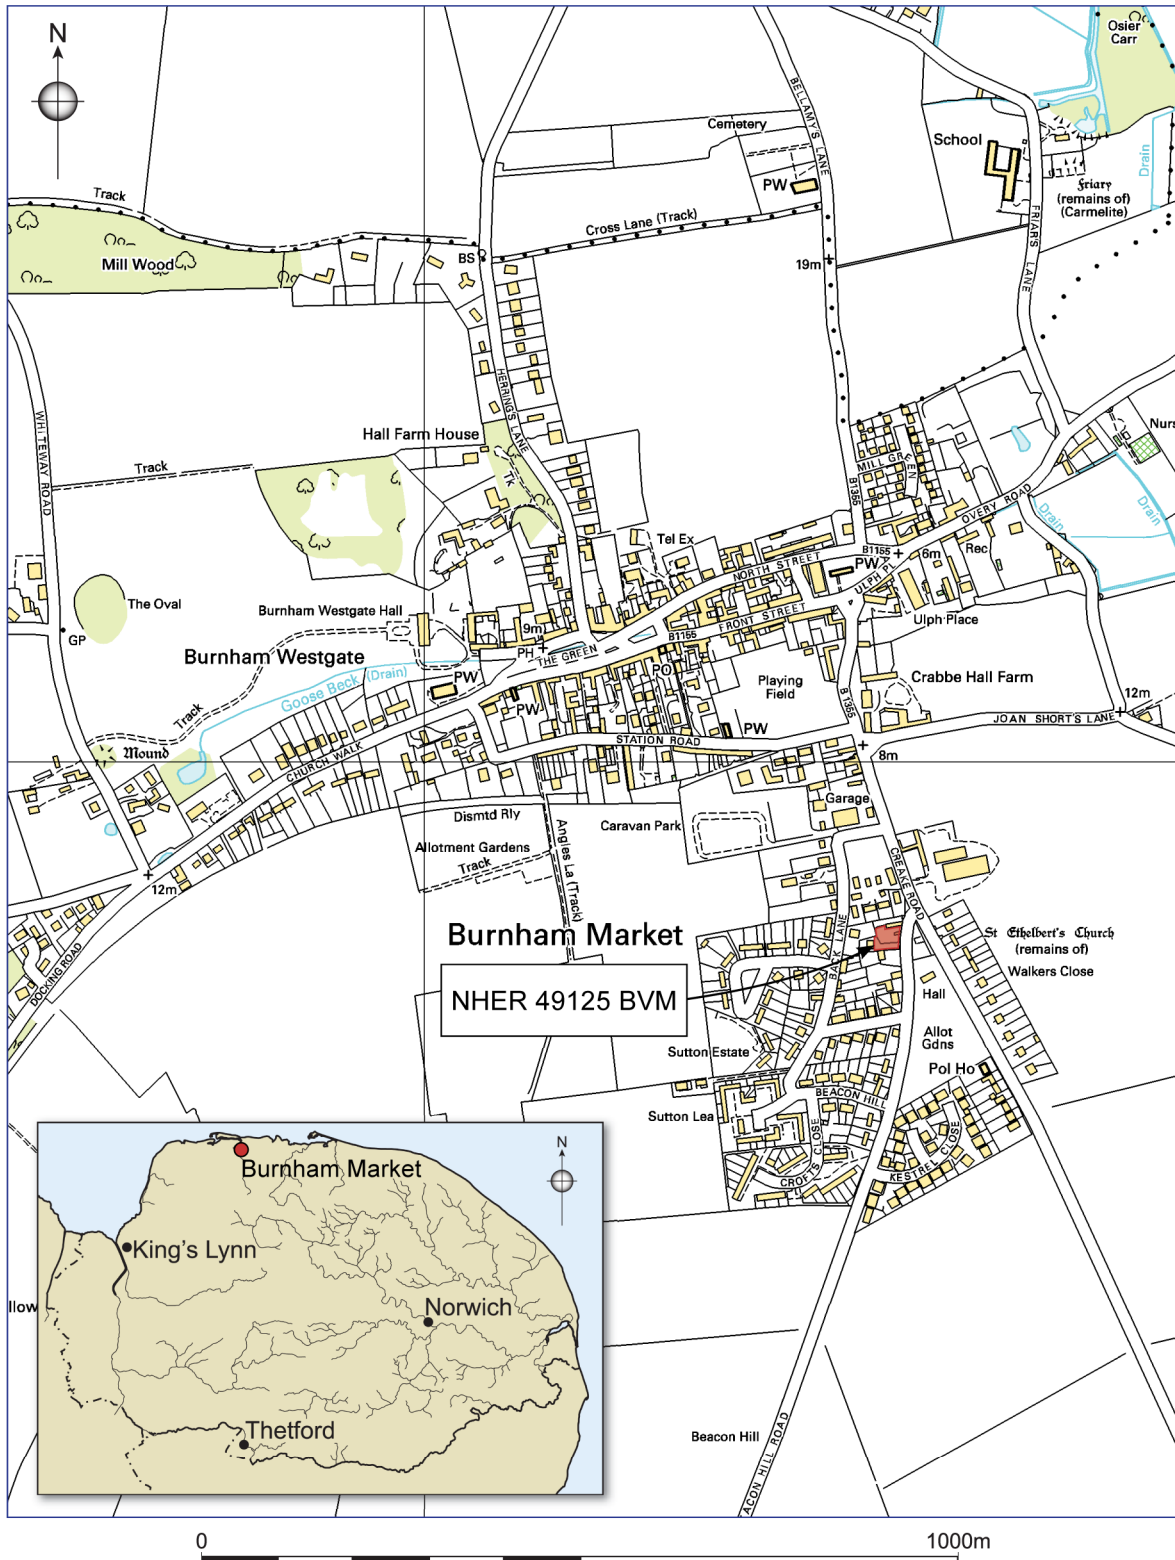 N
Osier
Carr
BELLAMY'S LANE
Cemetery
School
PW
Drain
Friary
(remains of)
(Carmelite)
Track
Cross Lane (Track)
FRIAR'S LANE
Mill Wood
BS
19m
HERRING'S LANE
WHITEWAY ROAD
Hall Farm House
Track
Tk
MILL GREEN
B1355
OVERY ROAD
Nurs
Drain
Drain
Tel Ex
NORTH STREET
B1155
6m
Rec
PW
ULPH PL
The Oval
Burnham Westgate Hall
FRONT STREET
B1155
Ulph Place
GP
9m
PH
THE GREEN
Burnham Westgate
PO
Playing
Field
Crabbe Hall Farm
Goose Beck (Drain)
PW
PW
B1355
12m
JOAN SHORT'S LANE
Track
Mound
CHURCH WALK
STATION ROAD
PW
8m
Garage
Dismtd Rly
Caravan Park
Allotment Gardens
Track
Angles La (Track)
12m
CREAKE ROAD
BACK LANE
Burnham Market
St Ethelbert's Church
(remains of)
Walkers Close
DOCKING ROAD
NHER 49125 BVM
Hall
Allot
Gdns
Sutton Estate
Pol Ho
BEACON HILL
Sutton Lea
CROFTS CLOSE
KESTREL CLOSE
N
Burnham Market
King's Lynn
llow
Norwich
Thetford
Beacon Hill
ACON HILL ROAD
0
1000m